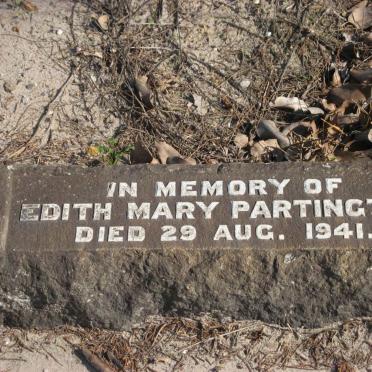 IN MEMORY OF
EDITH MARY PARTINGT
DIED 29 AUG. 1941.